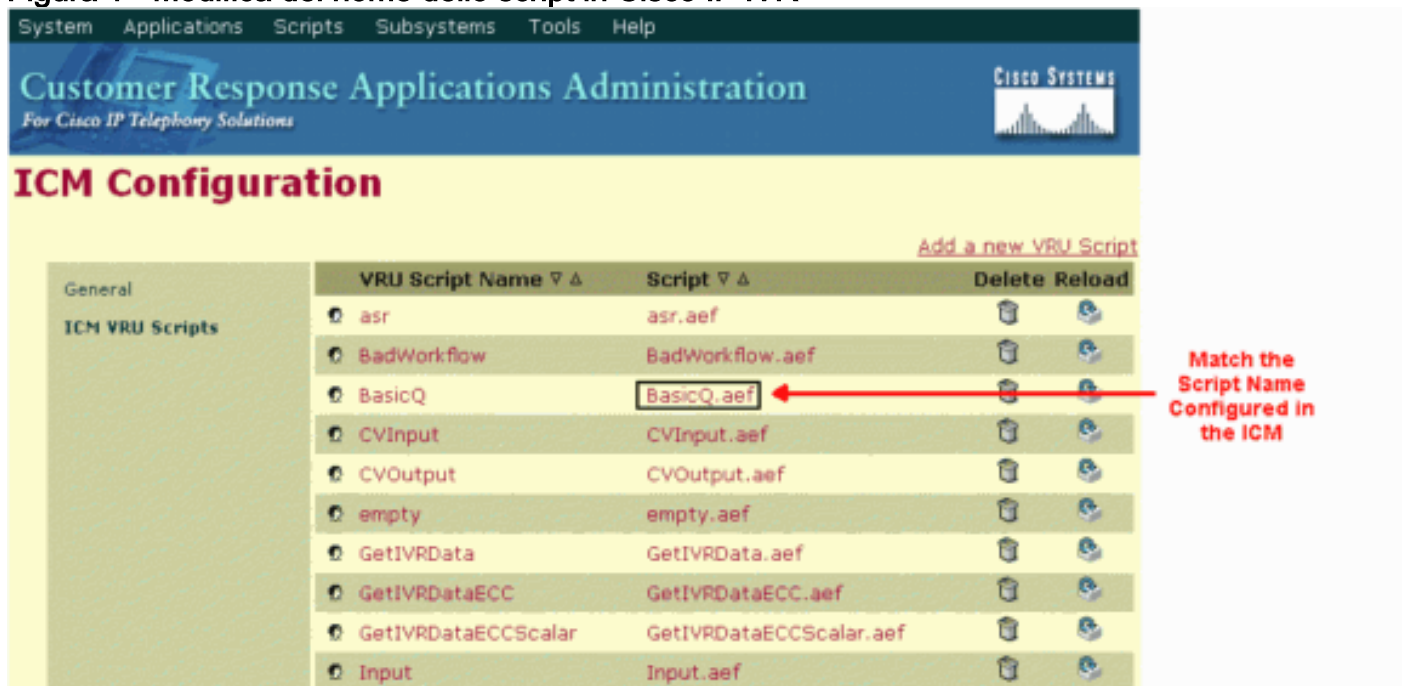 System Applications Scripts Subsystems Tools Help
Customer Response Applications Administration
For Cisco IP Telephony Solutions
CISCO SYSTEMS
ICM Configuration
Add a new VRU Script
General
ICM VRU Scripts
VRU Script Name Script Delete Reload
asr asr.aef
BadWorkflow BadWorkflow.aef
BasicQ BasicQ.aef
CVInput CVInput.aef
CVOutput CVOutput.aef
empty empty.aef
GetIVRData GetIVRData.aef
GetIVRDataECC GetIVRDataECC.aef
GetIVRDataECCScalar GetIVRDataECCScalar.aef
Input Input.aef
Match the
Script Name
Configured in
the ICM